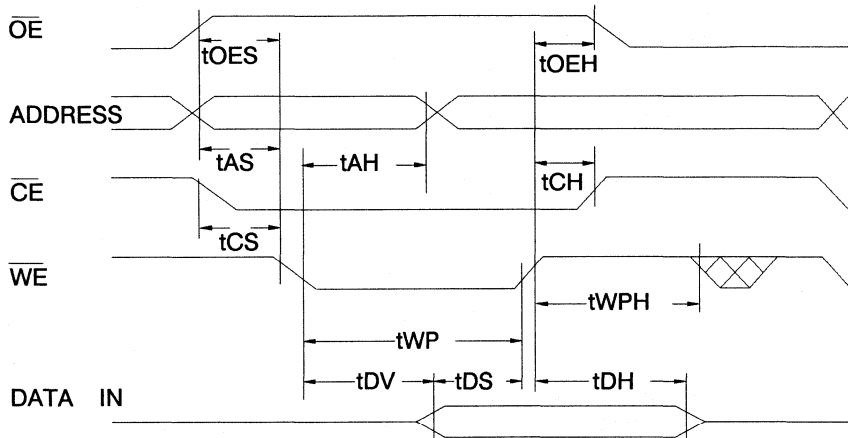 OE
tOES
tOEH
ADDRESS
tAS
tAH
tCH
CE
tCS
WE
tWPH
tWP
tDV
tDS
tDH
DATA IN